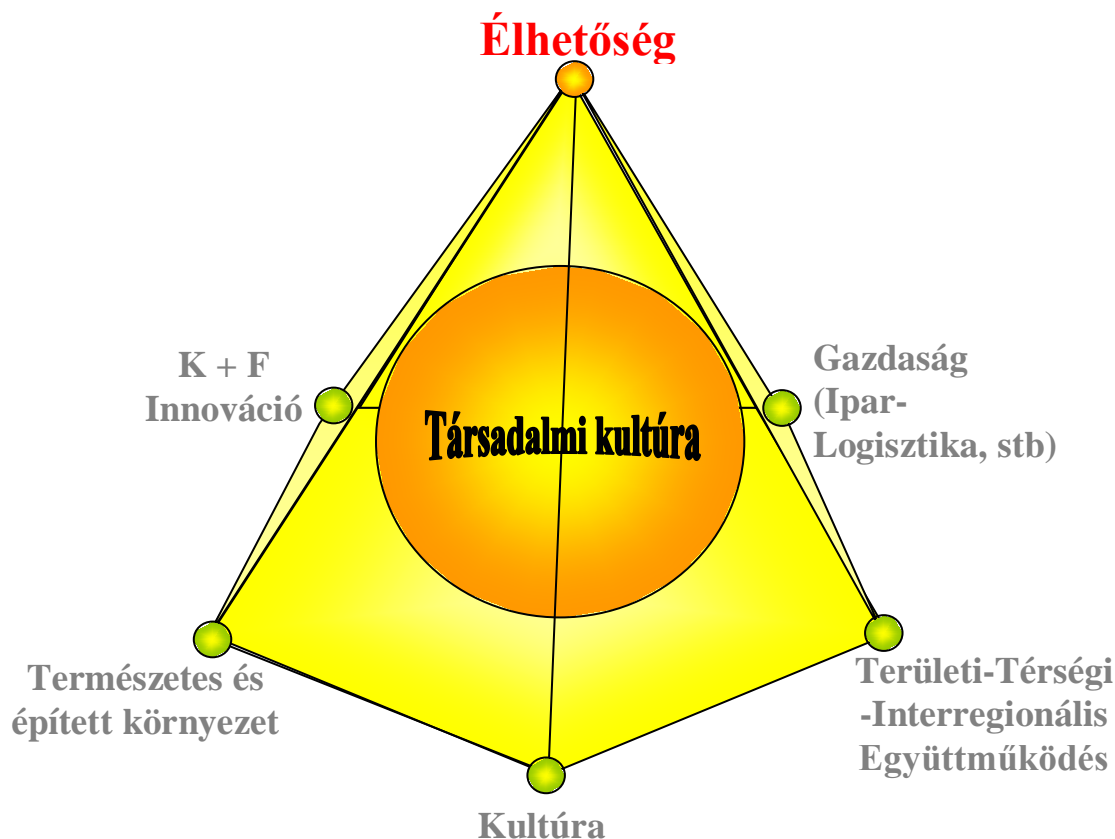 Élhetőség
K + F
Innováció
Gazdaság
(Ipar-
Logisztika, stb)
Társadalmi kultúra
Természetes és
épített környezet
Területi-Térségi
-Interregionális
Együttműködés
Kultúra